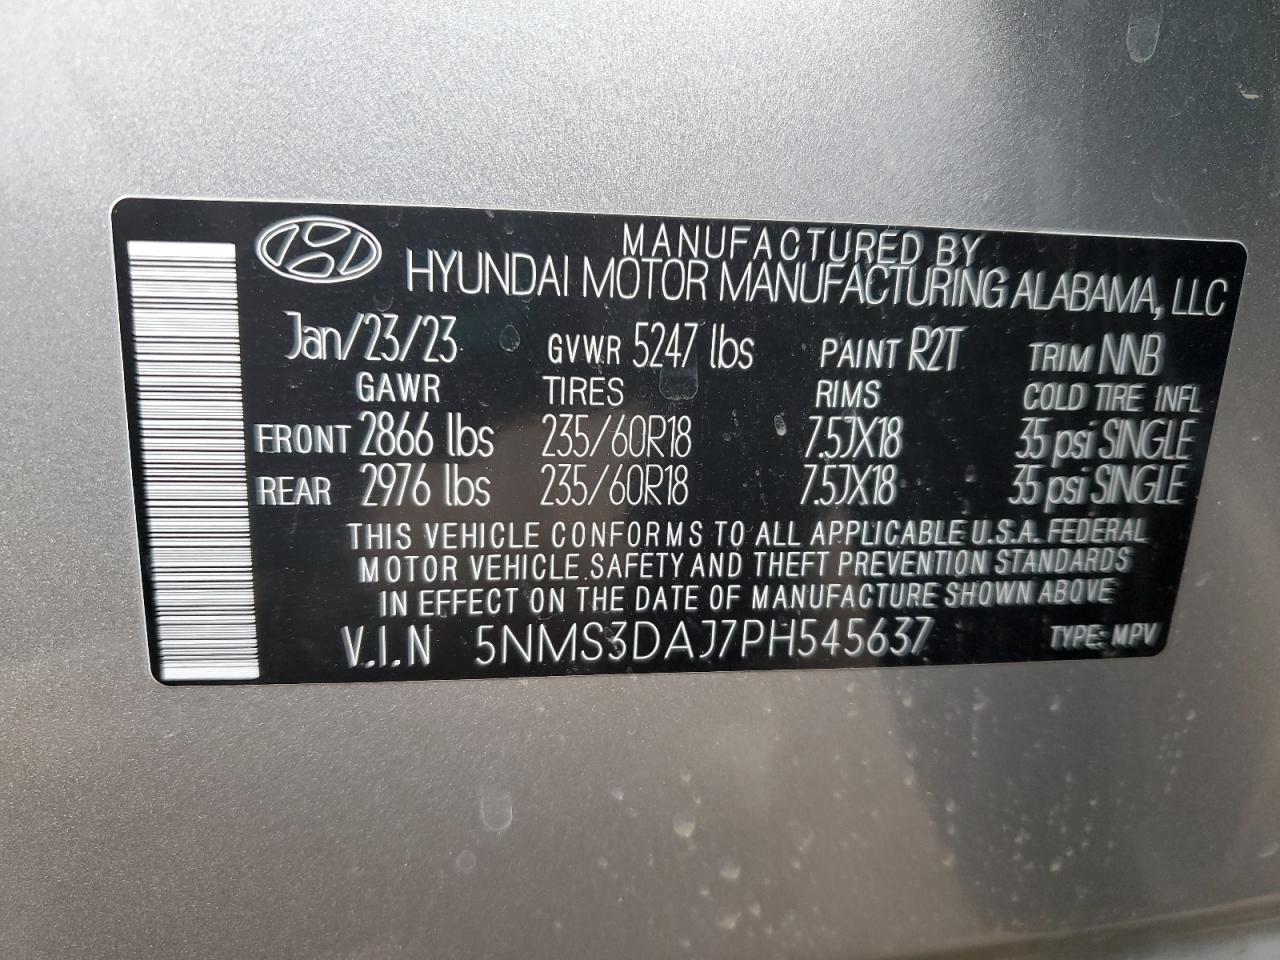 MANUFACTURED BY
HYUNDAI MOTOR MANUFACTURING ALABAMA, LLC
Jan/23/23 GVWR 5247 lbs PAINT R2T TRIM NNB
GAWR TIRES RIMS COLD TIRE INFL
FRONT 2866 lbs 235/60R18 7.5JX18 35 psi SINGLE
REAR 2976 lbs 235/60R18 7.5JX18 35 psi SINGLE
THIS VEHICLE CONFORMS TO ALL APPLICABLE U.S.A. FEDERAL
MOTOR VEHICLE SAFETY AND THEFT PREVENTION STANDARDS
IN EFFECT ON THE DATE OF MANUFACTURE SHOWN ABOVE
V.I.N 5NMS3DAJ7PH545637 TYPE: MPV